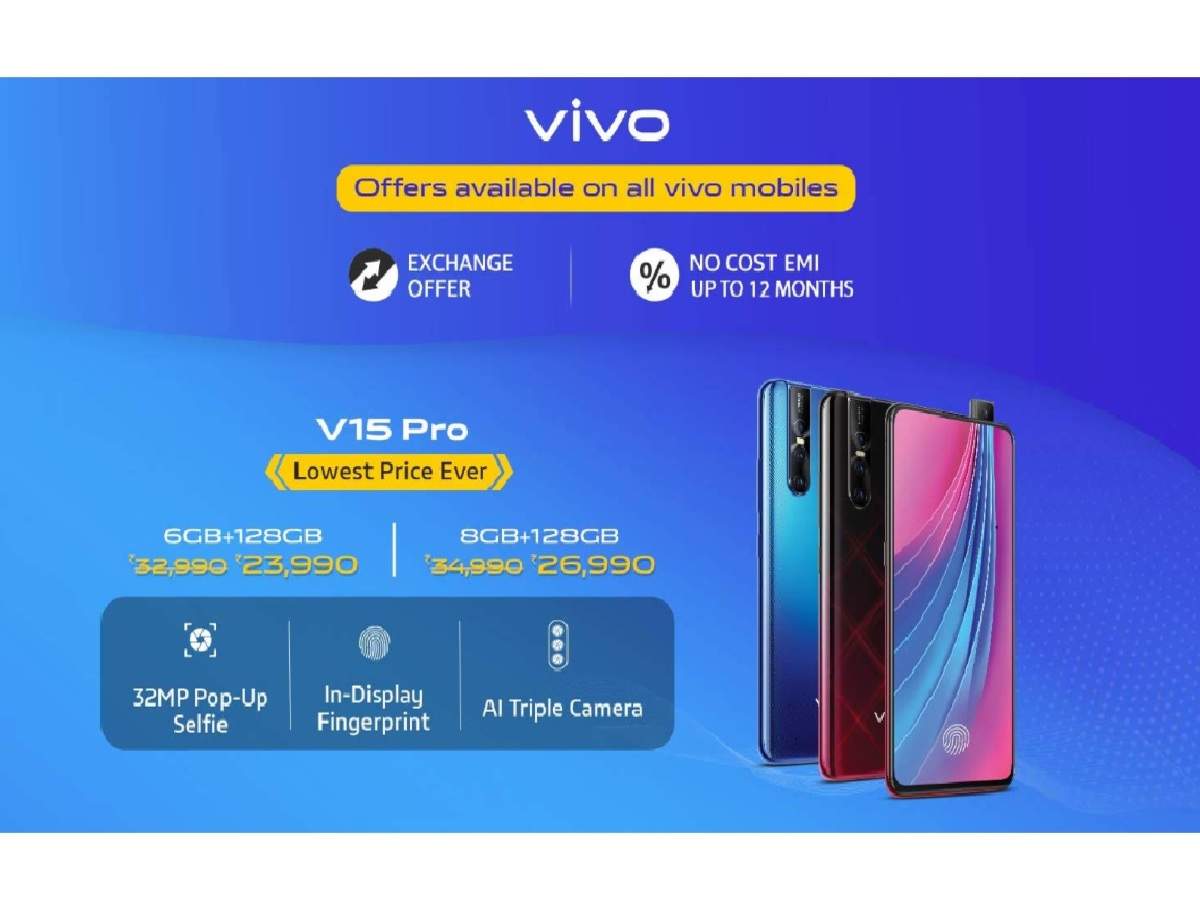 vivo
Offers available on all vivo mobiles
EXCHANGE
OFFER
%
NO COST EMI
UP TO 12 MONTHS
V15 Pro
Lowest Price Ever
6GB+128GB
₹32,990 ₹23,990
8GB+128GB
₹34,990 ₹26,990
32MP Pop-Up
Selfie
In-Display
Fingerprint
AI Triple Camera